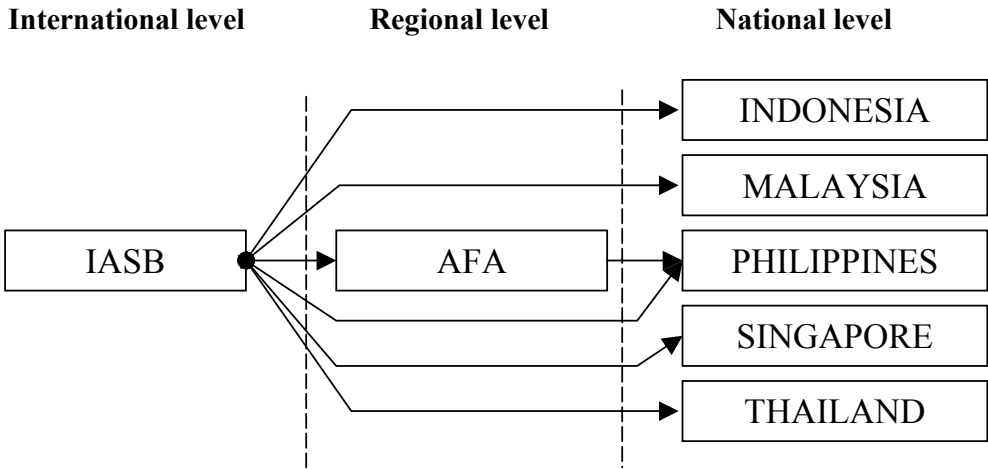 International level
Regional level
National level
INDONESIA
MALAYSIA
IASB
AFA
PHILIPPINES
SINGAPORE
THAILAND